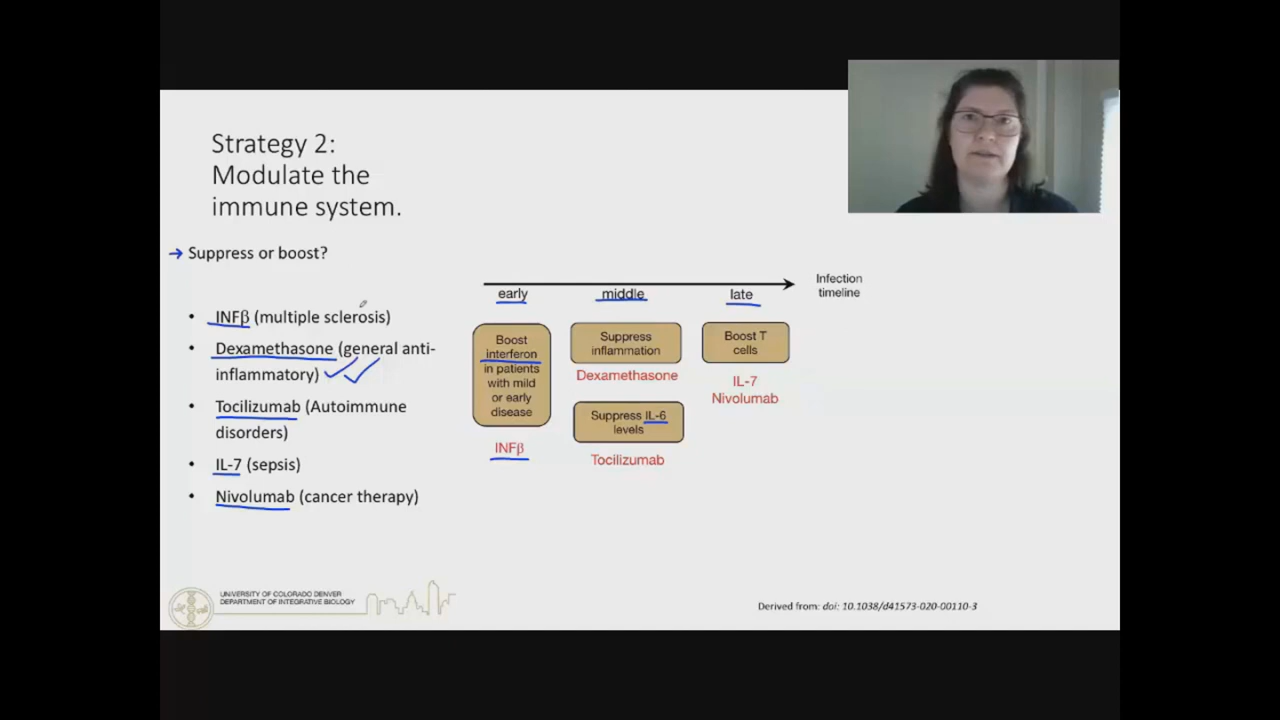 Strategy 2:
Modulate the
immune system.
→ Suppress or boost?
• INFβ (multiple sclerosis)
• Dexamethasone (general anti-
inflammatory)
• Tocilizumab (Autoimmune
disorders)
• IL-7 (sepsis)
• Nivolumab (cancer therapy)
Infection
timeline
early
middle
late
Boost
interferon
in patients
with mild
or early
disease
INFβ
Suppress
inflammation
Dexamethasone
Suppress IL-6
levels
Tocilizumab
Boost T
cells
IL-7
Nivolumab
UNIVERSITY OF COLORADO DENVER
DEPARTMENT OF INTEGRATIVE BIOLOGY
Derived from: doi: 10.1038/d41573-020-00110-3